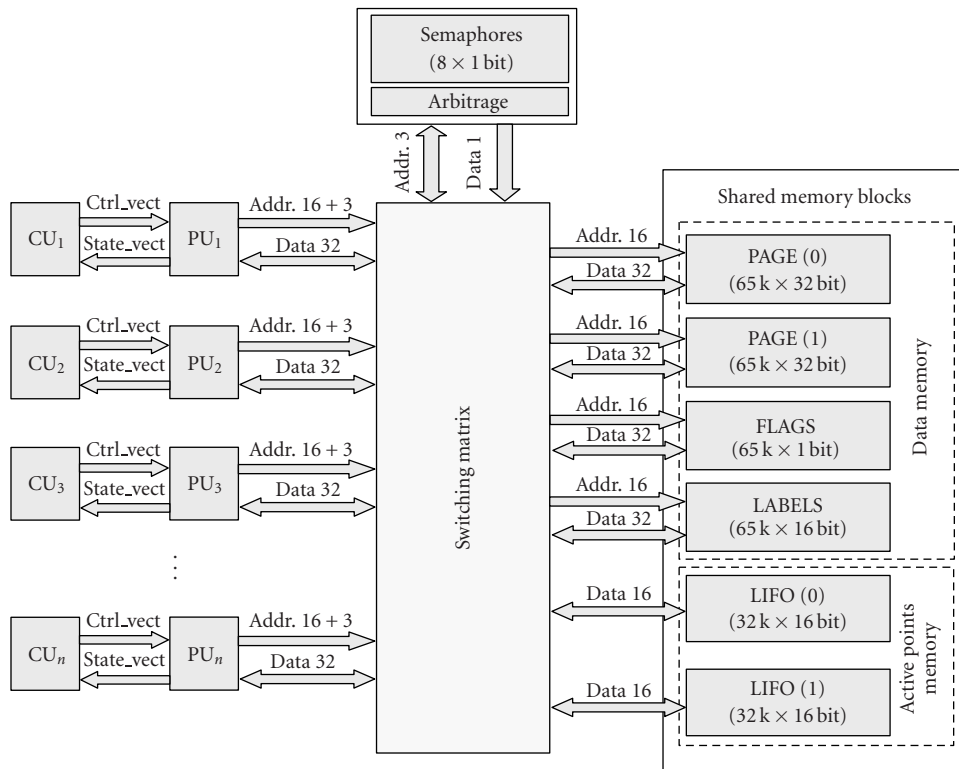 Semaphores
(8 × 1 bit)
Arbitrage
Addr. 3
Data 1
Shared memory blocks
CU1
Ctrl_vect
State_vect
PU1
Addr. 16 + 3
Data 32
CU2
Ctrl_vect
State_vect
PU2
Addr. 16 + 3
Data 32
CU3
Ctrl_vect
State_vect
PU3
Addr. 16 + 3
Data 32
...
CUn
Ctrl_vect
State_vect
PUn
Addr. 16 + 3
Data 32
Switching matrix
Addr. 16
Data 32
PAGE (0)
(65 k × 32 bit)
Addr. 16
Data 32
PAGE (1)
(65 k × 32 bit)
Addr. 16
Data 32
FLAGS
(65 k × 1 bit)
Addr. 16
Data 32
LABELS
(65 k × 16 bit)
Data memory
Data 16
LIFO (0)
(32 k × 16 bit)
Data 16
LIFO (1)
(32 k × 16 bit)
Active points
memory